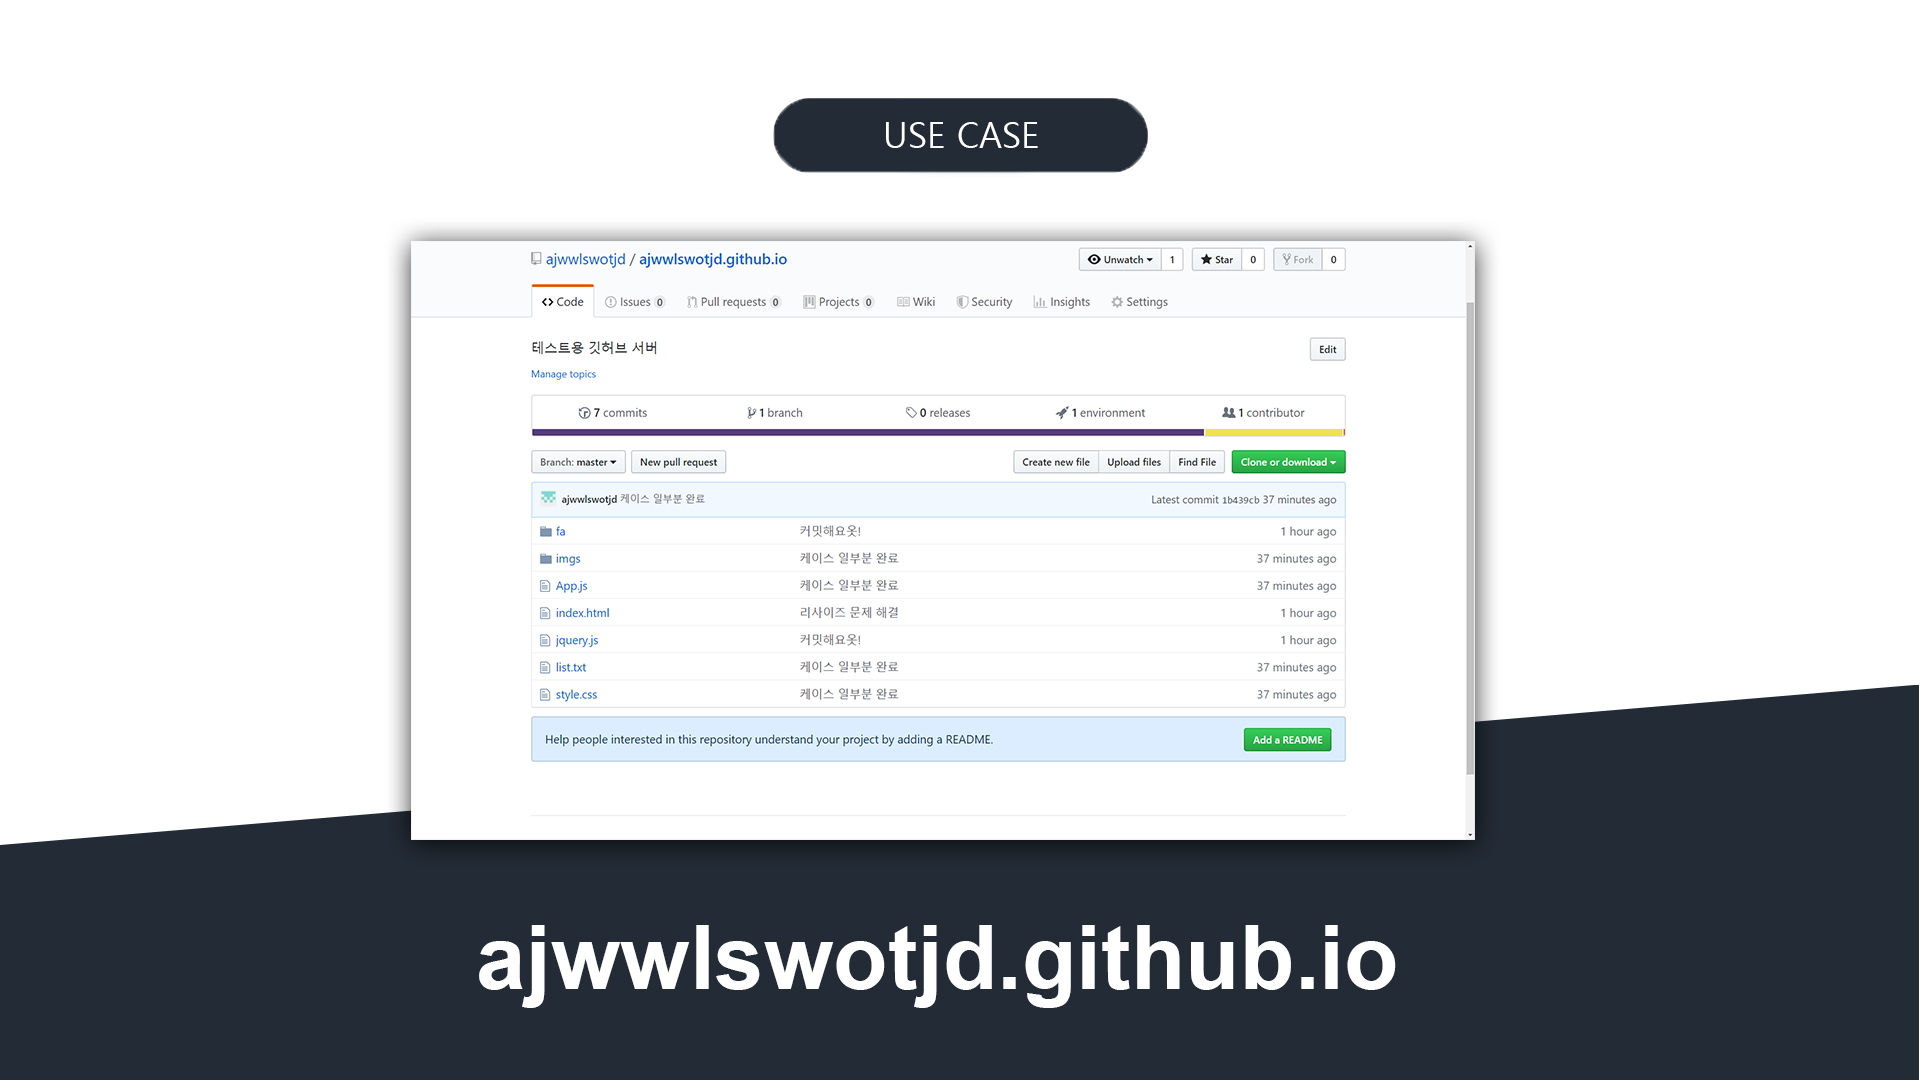 USE CASE
ajwwlswotjd / ajwwlswotjd.github.io
Unwatch 1 Star 0 Fork 0
Code Issues 0 Pull requests 0 Projects 0 Wiki Security Insights Settings
테스트용 깃허브 서버
Edit
Manage topics
7 commits 1 branch 0 releases 1 environment 1 contributor
Branch: master New pull request Create new file Upload files Find File Clone or download
ajwwlswotjd 케이스 일부분 완료 Latest commit 1b439cb 37 minutes ago
fa 커밋해요옷! 1 hour ago
imgs 케이스 일부분 완료 37 minutes ago
App.js 케이스 일부분 완료 37 minutes ago
index.html 리사이즈 문제 해결 1 hour ago
jquery.js 커밋해요옷! 1 hour ago
list.txt 케이스 일부분 완료 37 minutes ago
style.css 케이스 일부분 완료 37 minutes ago
Help people interested in this repository understand your project by adding a README. Add a README
ajwwlswotjd.github.io